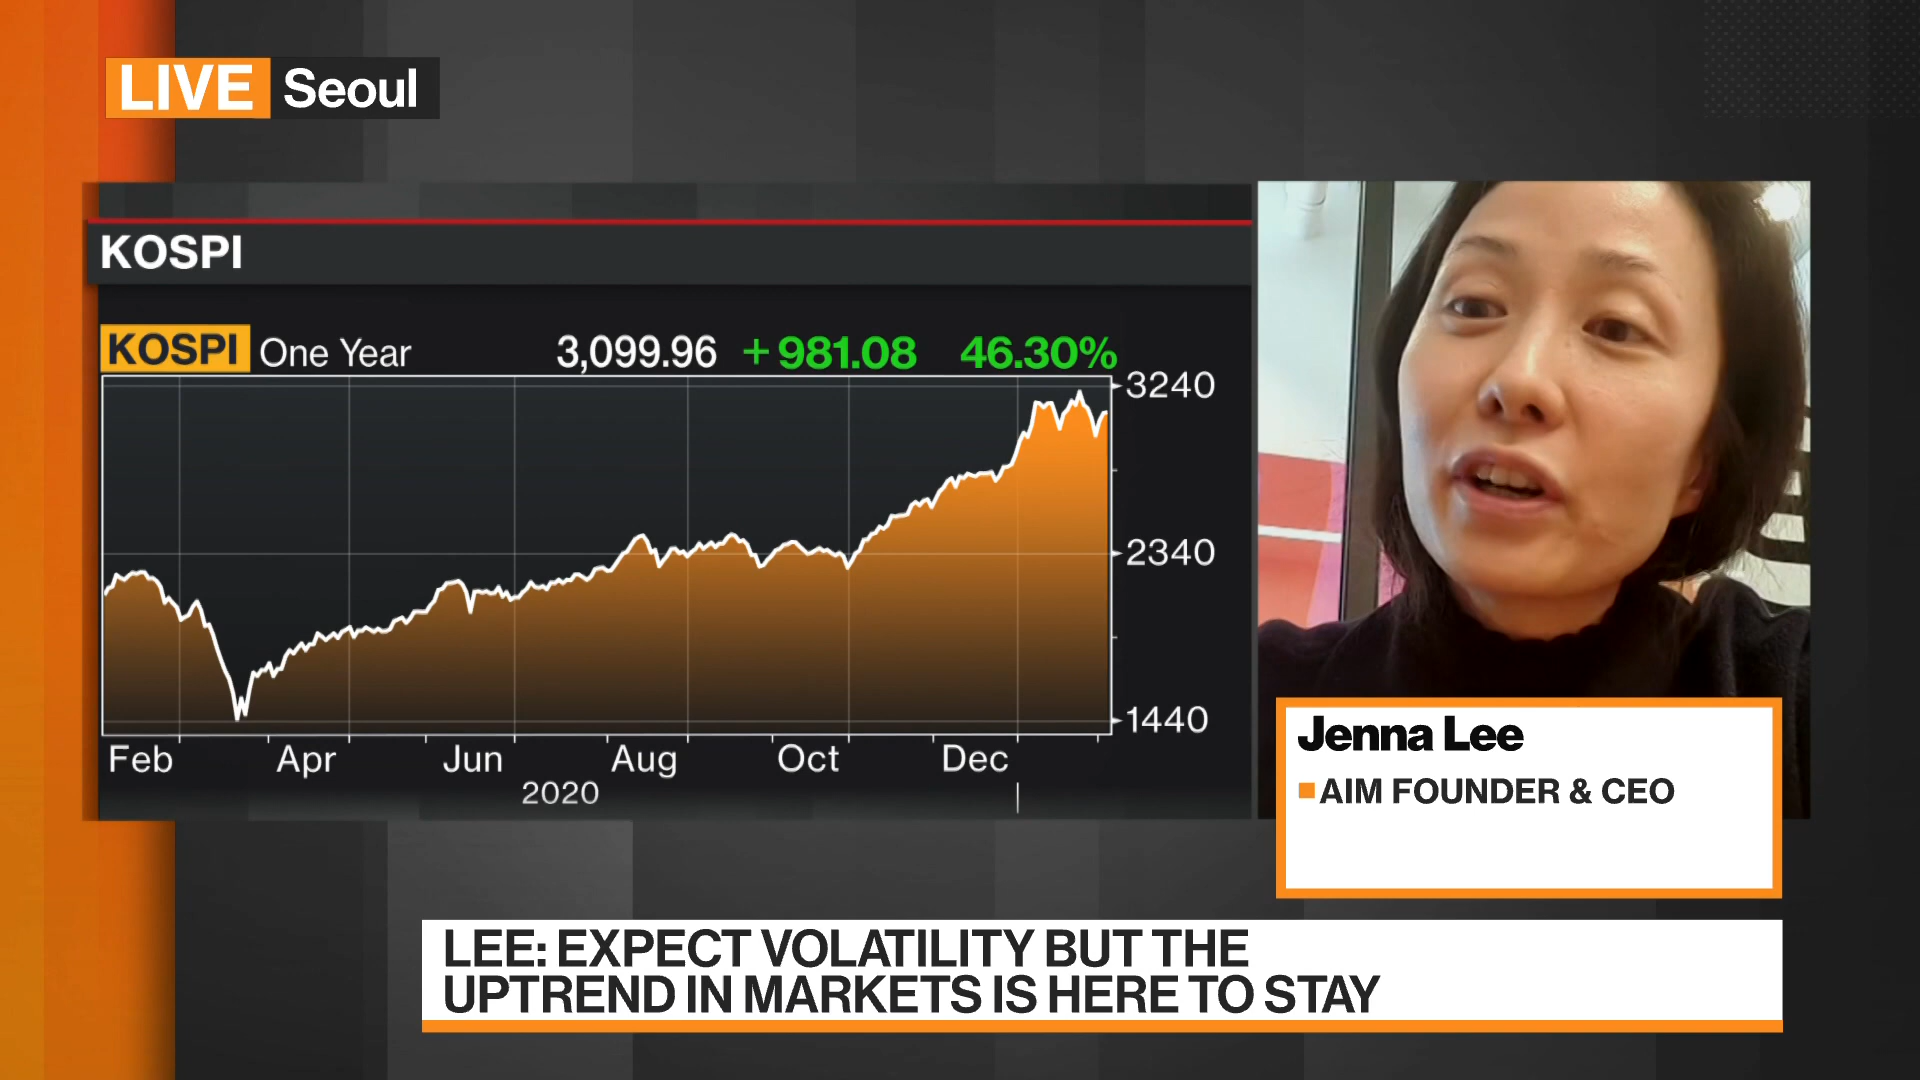 LIVE Seoul
KOSPI
KOSPI One Year 3,099.96 +981.08 46.30%
3240
2340
1440
Feb Apr Jun Aug Oct Dec
2020
Jenna Lee
AIM FOUNDER & CEO
LEE: EXPECT VOLATILITY BUT THE
UPTREND IN MARKETS IS HERE TO STAY